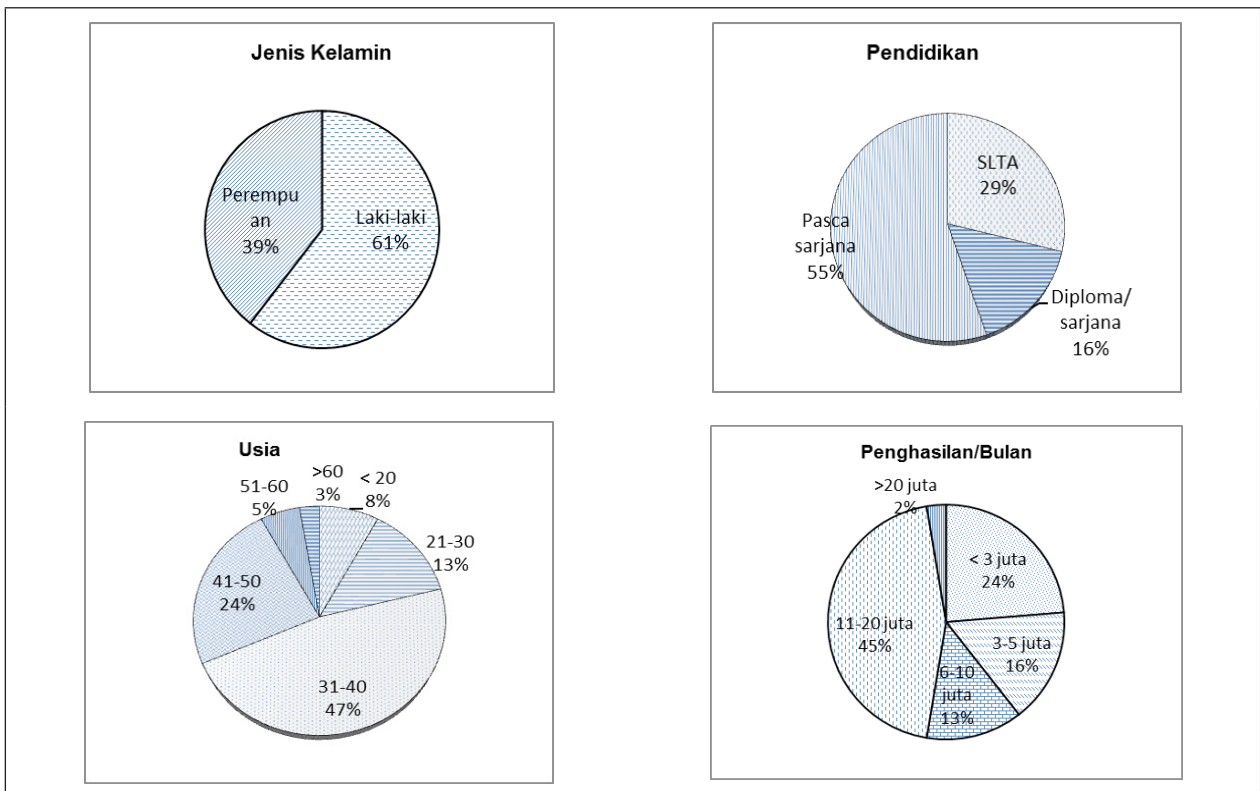 Jenis Kelamin
Perempu
an
39%
Laki-laki
61%
Pendidikan
SLTA
29%
Pasca
sarjana
55%
Diploma/
sarjana
16%
Usia
>60
3%
< 20
8%
51-60
5%
21-30
13%
41-50
24%
31-40
47%
Penghasilan/Bulan
>20 juta
2%
< 3 juta
24%
11-20 juta
45%
3-5 juta
16%
6-10
juta
13%